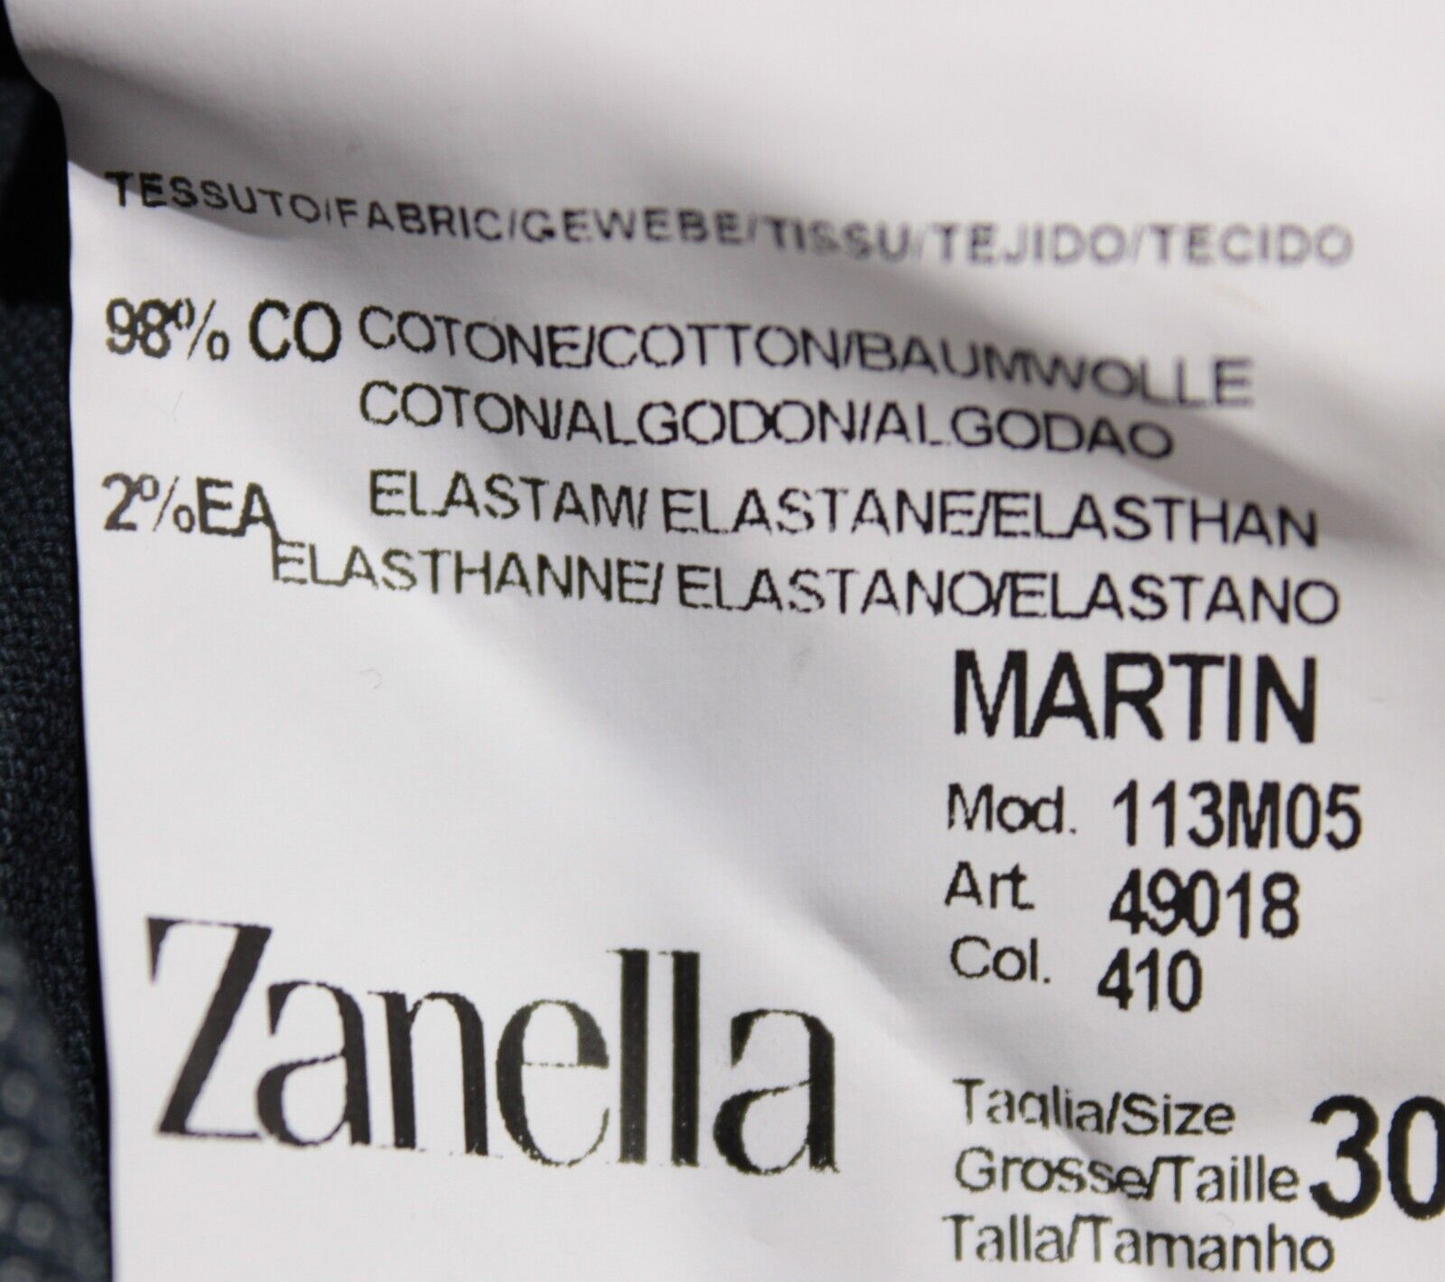 TESSUTO/FABRIC/GEWEBE/TISSU/TEJIDO/TECIDO
98% CO COTONE/COTTON/BAUMWOLLE
COTON/ALGODON/ALGODAO
2%EA ELASTAM/ ELASTANE/ELASTHAN
ELASTHANNE/ ELASTANO/ELASTANO
MARTIN
Mod. 113M05
Art. 49018
Col. 410
Zanella
Taglia/Size
Grosse/Taille 30
Talla/Tamanho